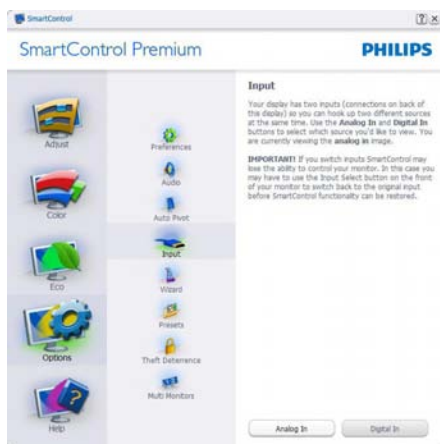 SmartControl
SmartControl Premium
PHILIPS
Adjust
Color
Eco
Options
Help
Preferences
Audio
Auto Pivot
Input
Wizard
Presets
Theft Deterrence
Multi Monitors
Input
Your display has two inputs (connections on back of
this display) so you can hook up two different sources
at the same time. Use the Analog In and Digital In
buttons to select which source you'd like to view. You
are currently viewing the analog in image.
IMPORTANT! If you switch inputs SmartControl may
lose the ability to control your monitor. In this case you
may have to use the Input Select button on the front
of your monitor to switch back to the original input
before SmartControl functionality can be restored.
Analog In
Digital In